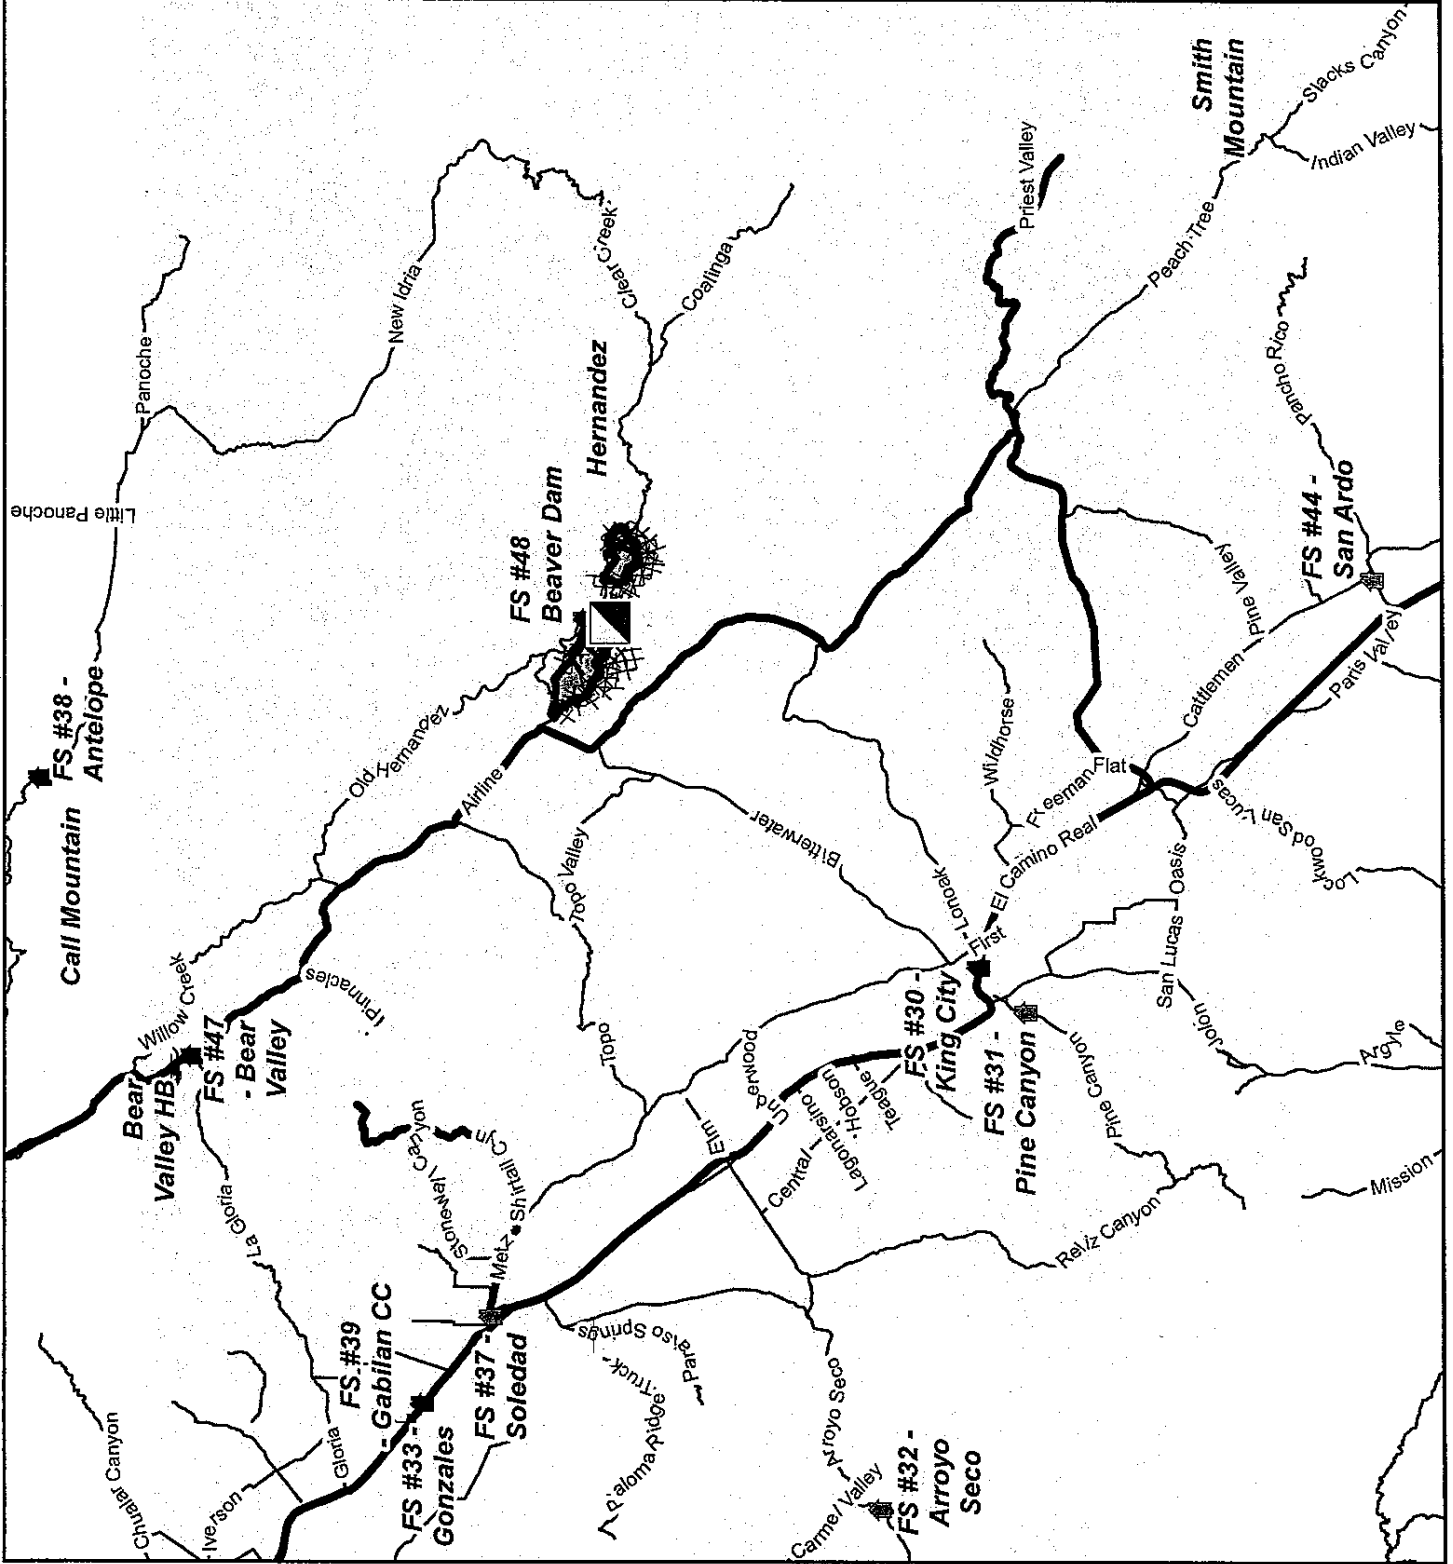 Chualar Canyon
Iverson
Gloria
La Gloria
FS #39
- Gabilan CC
FS #33 -
Gonzales
FS #37 -
Soledad
Metz
Shirtail Cyn
Stonewall Canyon
Bear
Valley HB
FS #47
- Bear
Valley
Willow Creek
Pinnacles
Call Mountain
FS #38 -
Antelope
Little Panoche
Panoche
New Idria
Old Hernandez
Airline
FS #48
Beaver Dam
Hernandez
Clear Creek
Coalinga
Topo Valley
Topo
Bitterwater
Lonoak
Wildhorse
Freeman
Flat
El Camino Real
First
FS #30 -
King City
FS #31 -
Pine Canyon
Underwood
Elm
Central
Lagomarsino
Hobson
Teague
Paraiso Springs
Paloma Ridge Truck
Arroyo Seco
Carmel Valley
FS #32 -
Arroyo
Seco
Reliz Canyon
Pine Canyon
Mission
Argyle
Jolon
San Lucas
Oasis
Lockwood San Lucas
Cattlemen
Pine Valley
Paris Valley
FS #44 -
San Ardo
Pancho Rico
Peach Tree
Priest Valley
Smith
Mountain
Slacks Canyon
Indian Valley